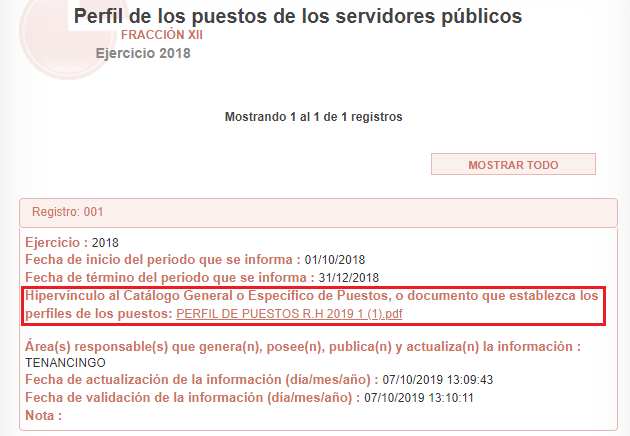 Perfil de los puestos de los servidores públicos
FRACCIÓN XII
Ejercicio 2018
Mostrando 1 al 1 de 1 registros
MOSTRAR TODO
Registro: 001
Ejercicio : 2018
Fecha de inicio del periodo que se informa : 01/10/2018
Fecha de término del periodo que se informa : 31/12/2018
Hipervínculo al Catálogo General o Específico de Puestos, o documento que establezca los
perfiles de los puestos: PERFIL DE PUESTOS R.H 2019 1 (1).pdf
Área(s) responsable(s) que genera(n), posee(n), publica(n) y actualiza(n) la información :
TENANCINGO
Fecha de actualización de la información (día/mes/año) : 07/10/2019 13:09:43
Fecha de validación de la información (día/mes/año) : 07/10/2019 13:10:11
Nota :